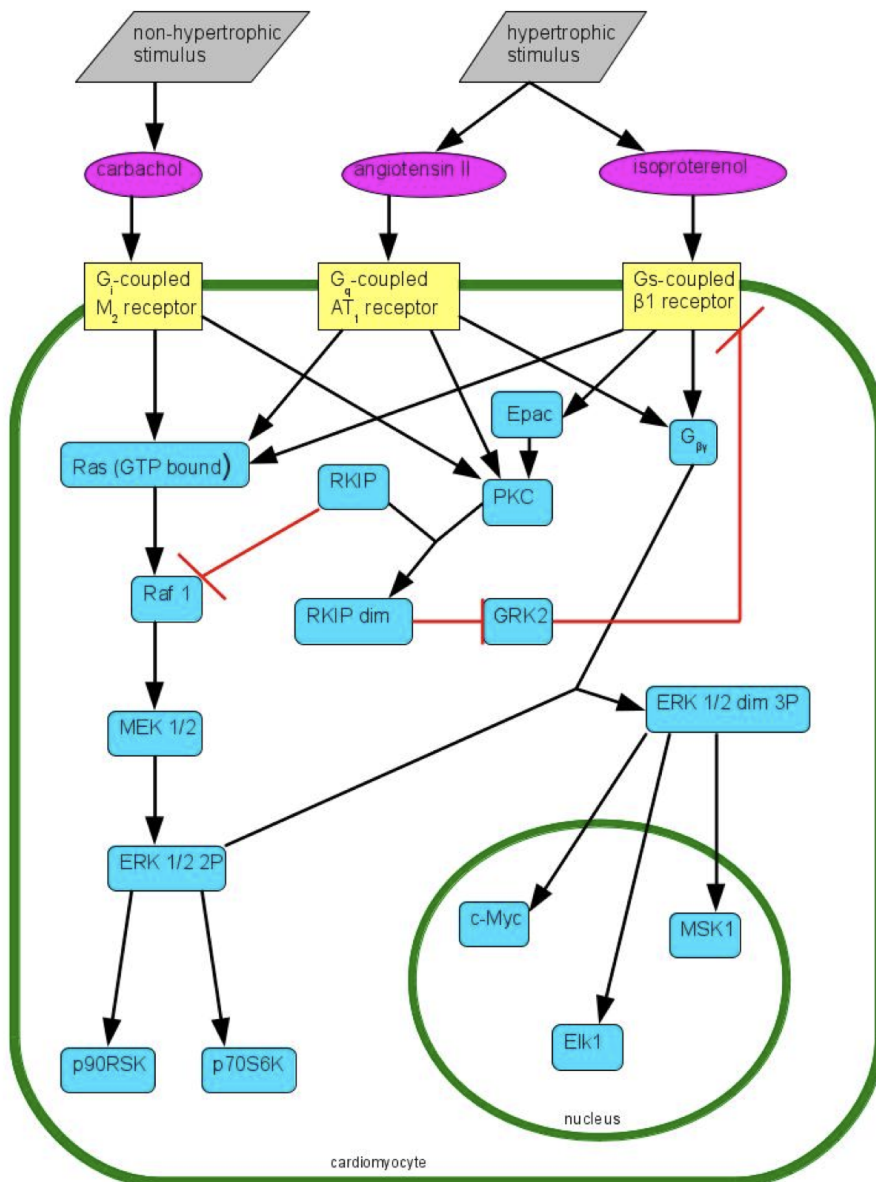 non-hypertrophic
stimulus
hypertrophic
stimulus
carbachol
angiotensin II
isoproterenol
Gi-coupled
M2 receptor
Gq-coupled
AT1 receptor
Gs-coupled
β1 receptor
Epac
Gβγ
Ras (GTP bound)
RKIP
PKC
Raf 1
RKIP dim
GRK2
ERK 1/2 dim 3P
MEK 1/2
ERK 1/2 2P
c-Myc
MSK1
Elk1
p90RSK
p70S6K
nucleus
cardiomyocyte